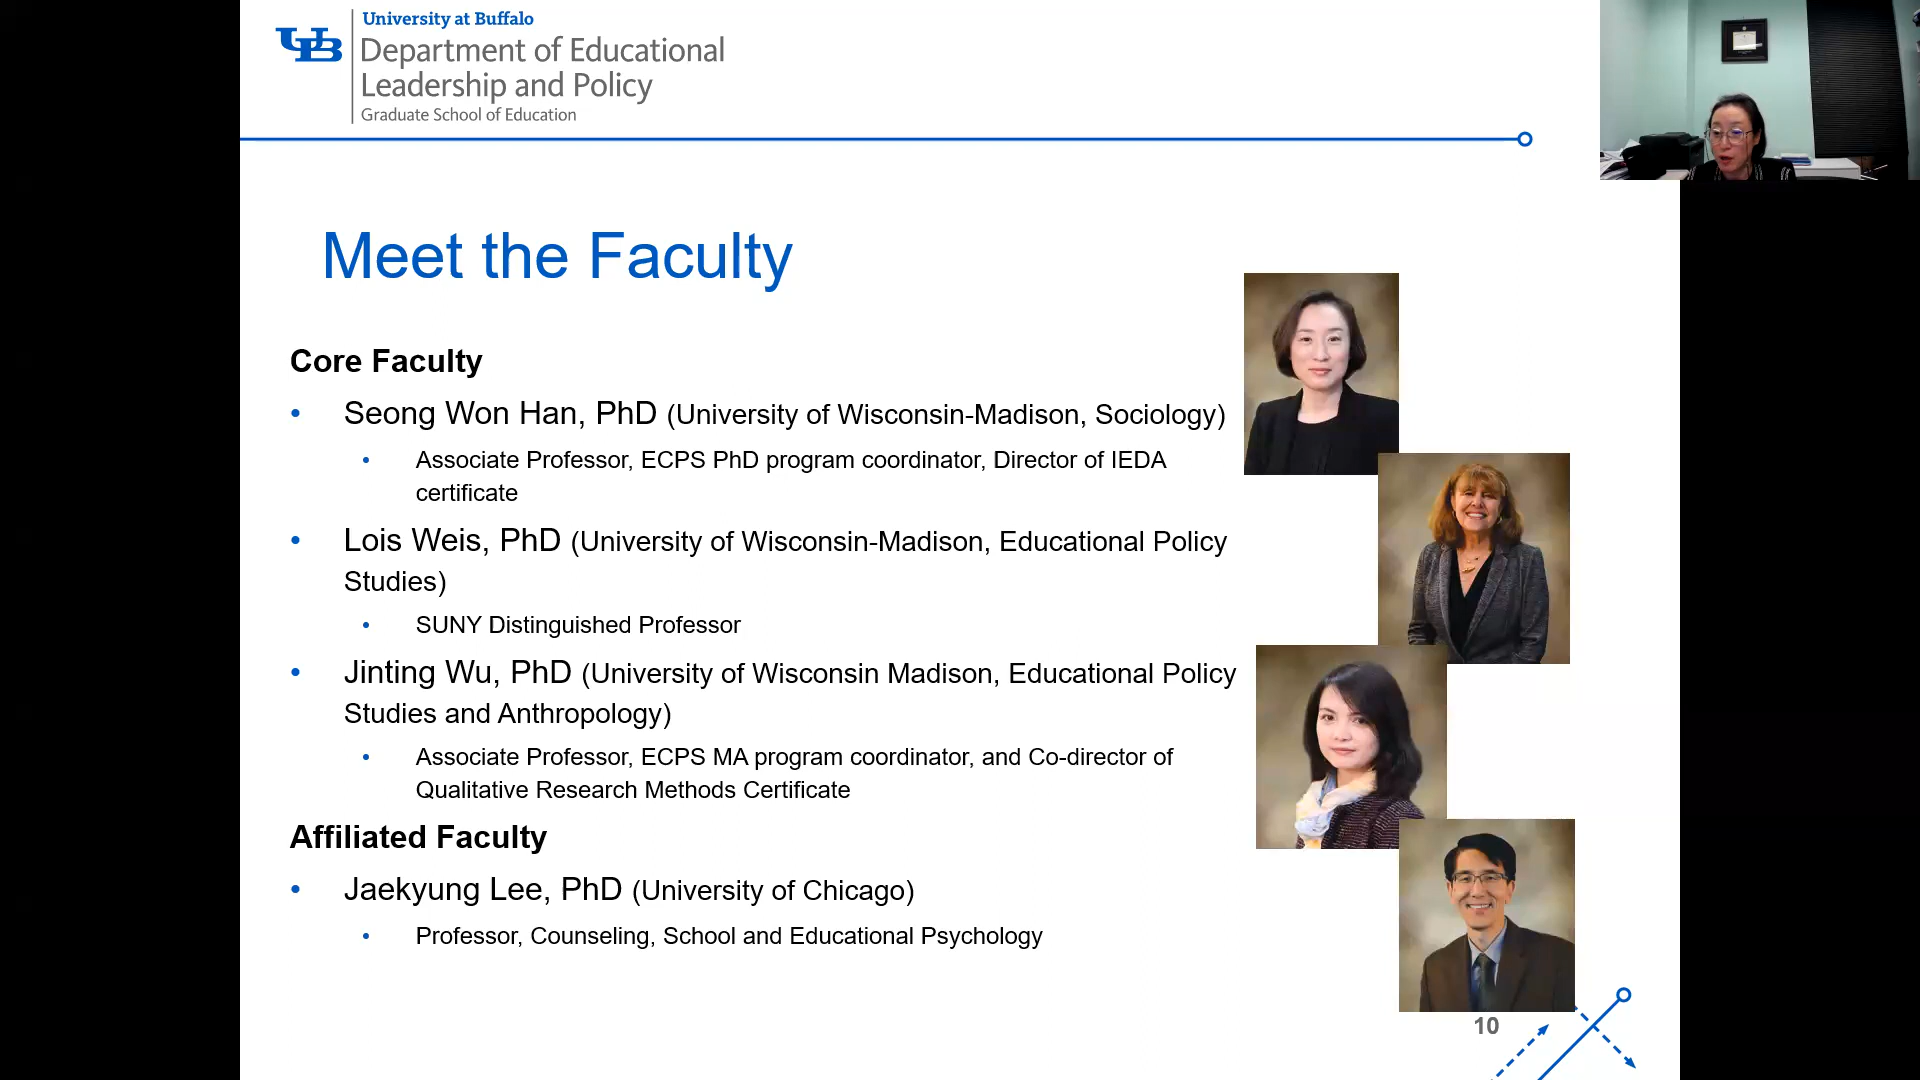 University at Buffalo
UB
Department of Educational
Leadership and Policy
Graduate School of Education
Meet the Faculty
Core Faculty
• Seong Won Han, PhD (University of Wisconsin-Madison, Sociology)
• Associate Professor, ECPS PhD program coordinator, Director of IEDA
certificate
• Lois Weis, PhD (University of Wisconsin-Madison, Educational Policy
Studies)
• SUNY Distinguished Professor
• Jinting Wu, PhD (University of Wisconsin Madison, Educational Policy
Studies and Anthropology)
• Associate Professor, ECPS MA program coordinator, and Co-director of
Qualitative Research Methods Certificate
Affiliated Faculty
• Jaekyung Lee, PhD (University of Chicago)
• Professor, Counseling, School and Educational Psychology
10